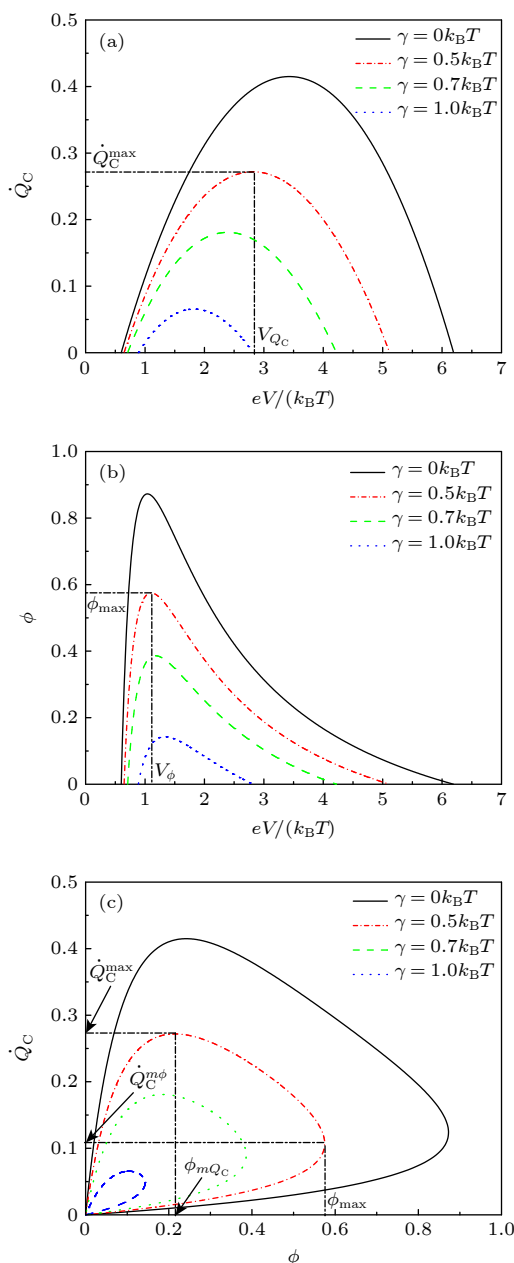 (a)
γ = 0k_BT
γ = 0.5k_BT
γ = 0.7k_BT
γ = 1.0k_BT
0.5
0.4
0.3
0.2
0.1
0
Q̇_C
Q̇_C^max
V_{Q_C}
0 1 2 3 4 5 6 7
eV/(k_BT)
(b)
γ = 0k_BT
γ = 0.5k_BT
γ = 0.7k_BT
γ = 1.0k_BT
1.0
0.8
0.6
0.4
0.2
0
ϕ
ϕ_max
V_ϕ
0 1 2 3 4 5 6 7
eV/(k_BT)
(c)
γ = 0k_BT
γ = 0.5k_BT
γ = 0.7k_BT
γ = 1.0k_BT
0.5
0.4
0.3
0.2
0.1
0
Q̇_C
Q̇_C^max
Q̇_C^{mϕ}
ϕ_{mQ_C}
ϕ_max
0 0.2 0.4 0.6 0.8 1.0
ϕ